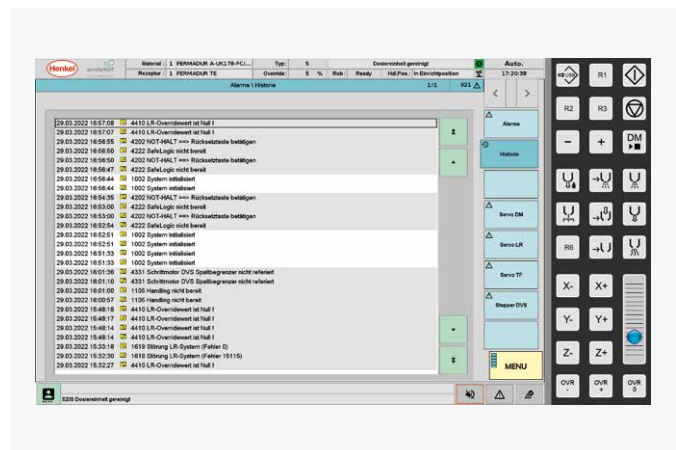 Henkel
Material : 1 PERMADUR A-UK178-FC/... Typ: 5 Dosiereinheit gereinigt Auto.
Rezeptur : 1 PERMADUR TE Override: 5 % Rob: Ready Hdl.Pos.: in Einrichtposition 17:20:38
Alarme \ Historie 1/1 921
< >
29.03.2022 16:57:08 4410 LR-Overridewert ist Null !
29.03.2022 16:57:07 4410 LR-Overridewert ist Null !
29.03.2022 16:56:55 4202 NOT-HALT ==> Rücksetztaste betätigen
29.03.2022 16:56:50 4222 SafeLogic nicht bereit
29.03.2022 16:56:50 4202 NOT-HALT ==> Rücksetztaste betätigen
29.03.2022 16:56:47 4222 SafeLogic nicht bereit
29.03.2022 16:56:44 1002 System initialisiert
29.03.2022 16:56:44 1002 System initialisiert
29.03.2022 16:54:35 4202 NOT-HALT ==> Rücksetztaste betätigen
29.03.2022 16:53:00 4222 SafeLogic nicht bereit
29.03.2022 16:53:00 4202 NOT-HALT ==> Rücksetztaste betätigen
29.03.2022 16:52:54 4222 SafeLogic nicht bereit
29.03.2022 16:52:51 1002 System initialisiert
29.03.2022 16:52:51 1002 System initialisiert
29.03.2022 16:51:33 1002 System initialisiert
29.03.2022 16:51:33 1002 System initialisiert
29.03.2022 16:01:36 4331 Schrittmotor DVS Spaltbegrenzer nicht referiert
29.03.2022 16:01:10 4331 Schrittmotor DVS Spaltbegrenzer nicht referiert
29.03.2022 16:01:00 1105 Handling nicht bereit
29.03.2022 16:00:57 1105 Handling nicht bereit
29.03.2022 15:48:18 4410 LR-Overridewert ist Null !
29.03.2022 15:48:17 4410 LR-Overridewert ist Null !
29.03.2022 15:48:14 4410 LR-Overridewert ist Null !
29.03.2022 15:48:14 4410 LR-Overridewert ist Null !
29.03.2022 15:33:18 1619 Störung LR-System (Fehler 0)
29.03.2022 15:32:30 1619 Störung LR-System (Fehler 15115)
29.03.2022 15:32:27 4410 LR-Overridewert ist Null !
Alarme
Historie
Servo DM
Servo LR
Servo TF
Stepper DVS
MENU
5205 Dosiereinheit gereinigt
R1
R2 R3
- + DM
R6
X- X+
Y- Y+
Z- Z+
OVR - OVR + OVR 0